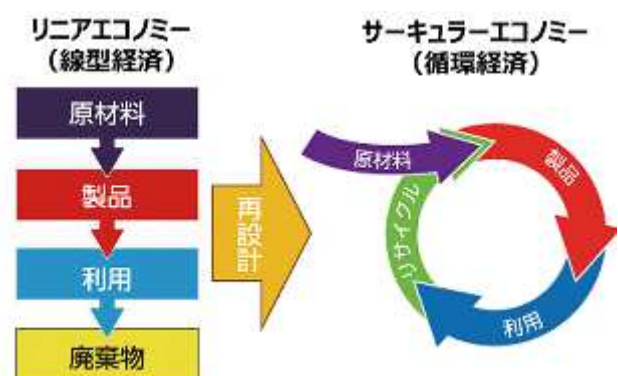 リニアエコノミー
（線型経済）
原材料
製品
利用
廃棄物
再設計
サーキュラーエコノミー
（循環経済）
原材料
製品
利用
リサイクル